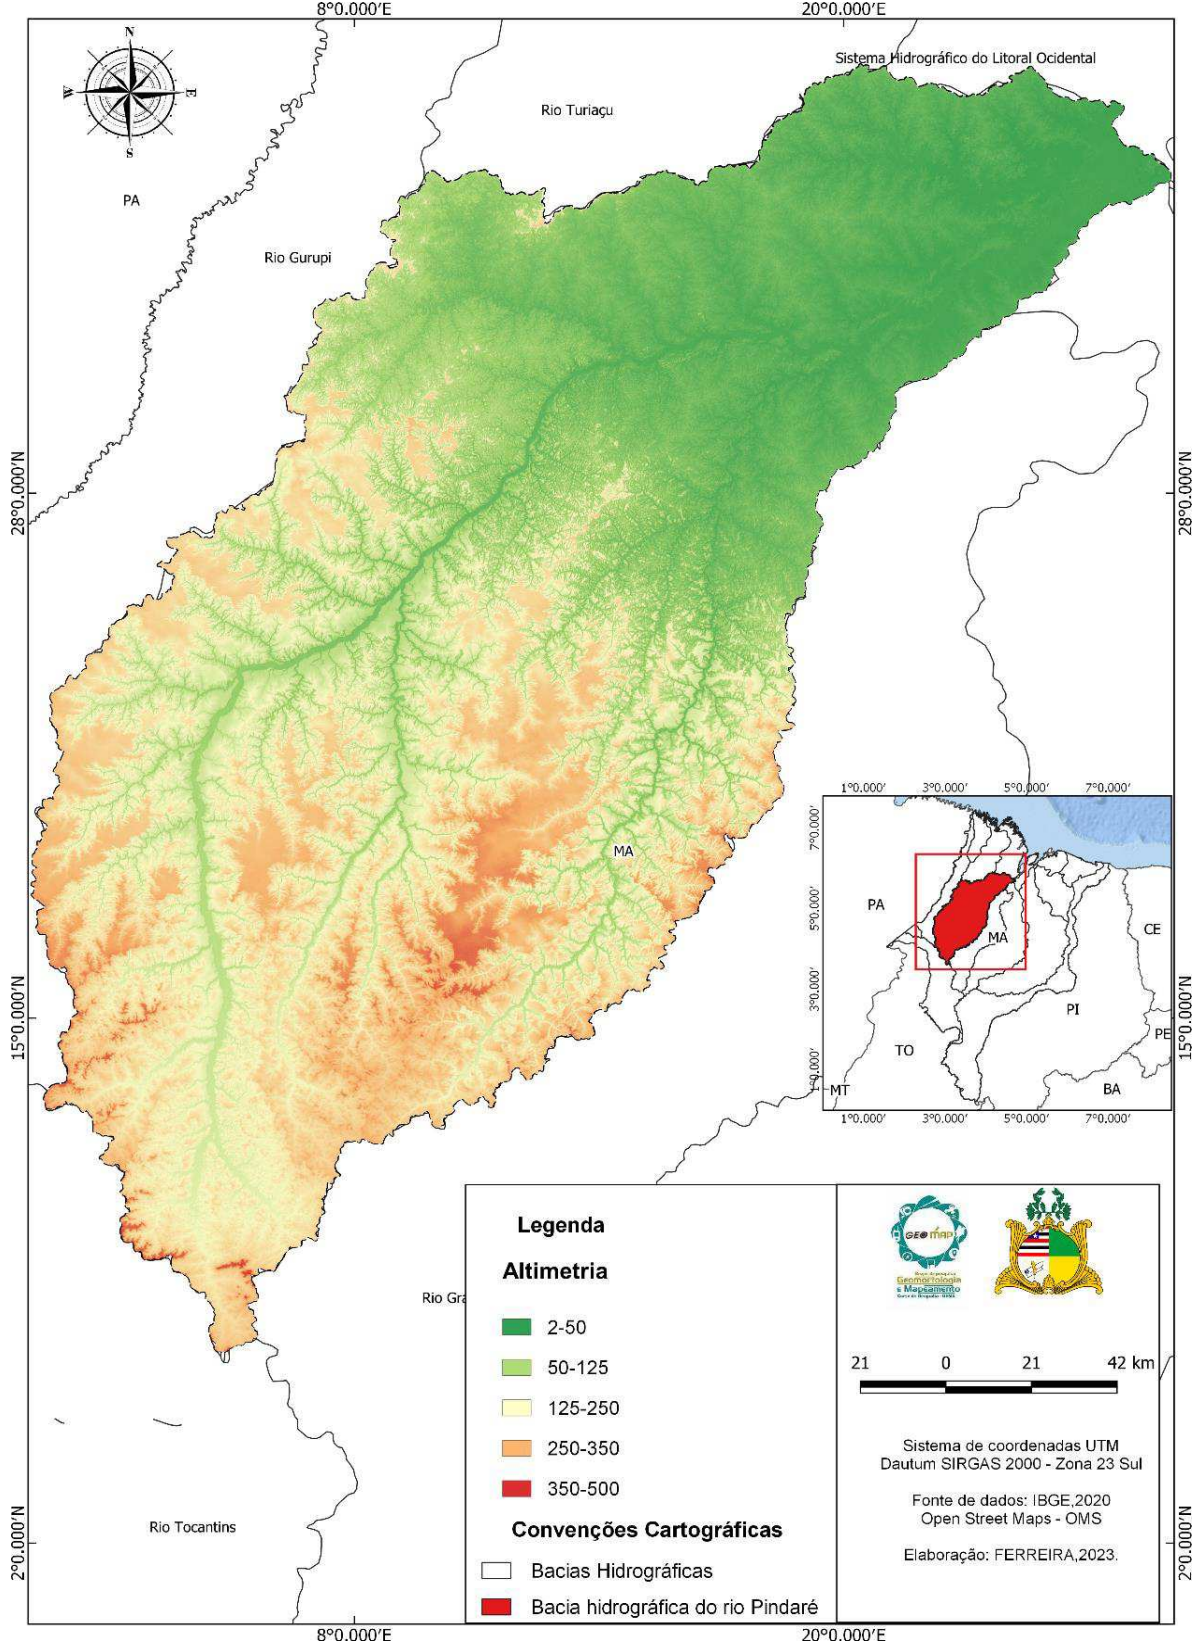 8°0.000'E
20°0.000'E
N
W
E
S
Sistema Hidrográfico do Litoral Ocidental
Rio Turiaçu
PA
Rio Gurupi
28°0.000'N
28°0.000'N
MA
15°0.000'N
15°0.000'N
1°0.000'
3°0.000'
5°0.000'
7°0.000'
7°0.000'
5°0.000'
3°0.000'
1°0.000'
PA
MA
CE
PI
PE
TO
BA
MT
1°0.000'
3°0.000'
5°0.000'
7°0.000'
Rio Gra
Rio Tocantins
Legenda
Altimetria
2-50
50-125
125-250
250-350
350-500
Convenções Cartográficas
Bacias Hidrográficas
Bacia hidrográfica do rio Pindaré
GEOMAP
Geomorfologia
e Mapeamento
21 0 21 42 km
Sistema de coordenadas UTM
Dautum SIRGAS 2000 - Zona 23 Sul
Fonte de dados: IBGE,2020
Open Street Maps - OMS
Elaboração: FERREIRA,2023.
2°0.000'N
2°0.000'N
8°0.000'E
20°0.000'E